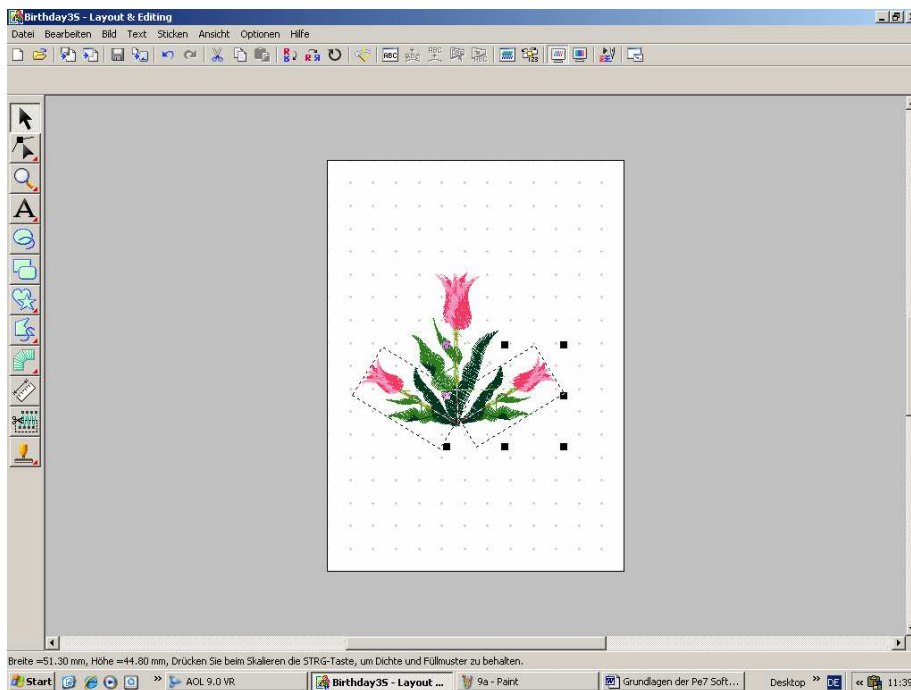 Birthday3S - Layout & Editing
Datei Bearbeiten Bild Text Sticken Ansicht Optionen Hilfe
Breite =51.30 mm, Höhe =44.80 mm, Drücken Sie beim Skalieren die STRG-Taste, um Dichte und Füllmuster zu behalten.
Start » AOL 9.0 VR Birthday3S - Layout ... 9a - Paint Grundlagen der Pe7 Soft... Desktop » DE « 11:39